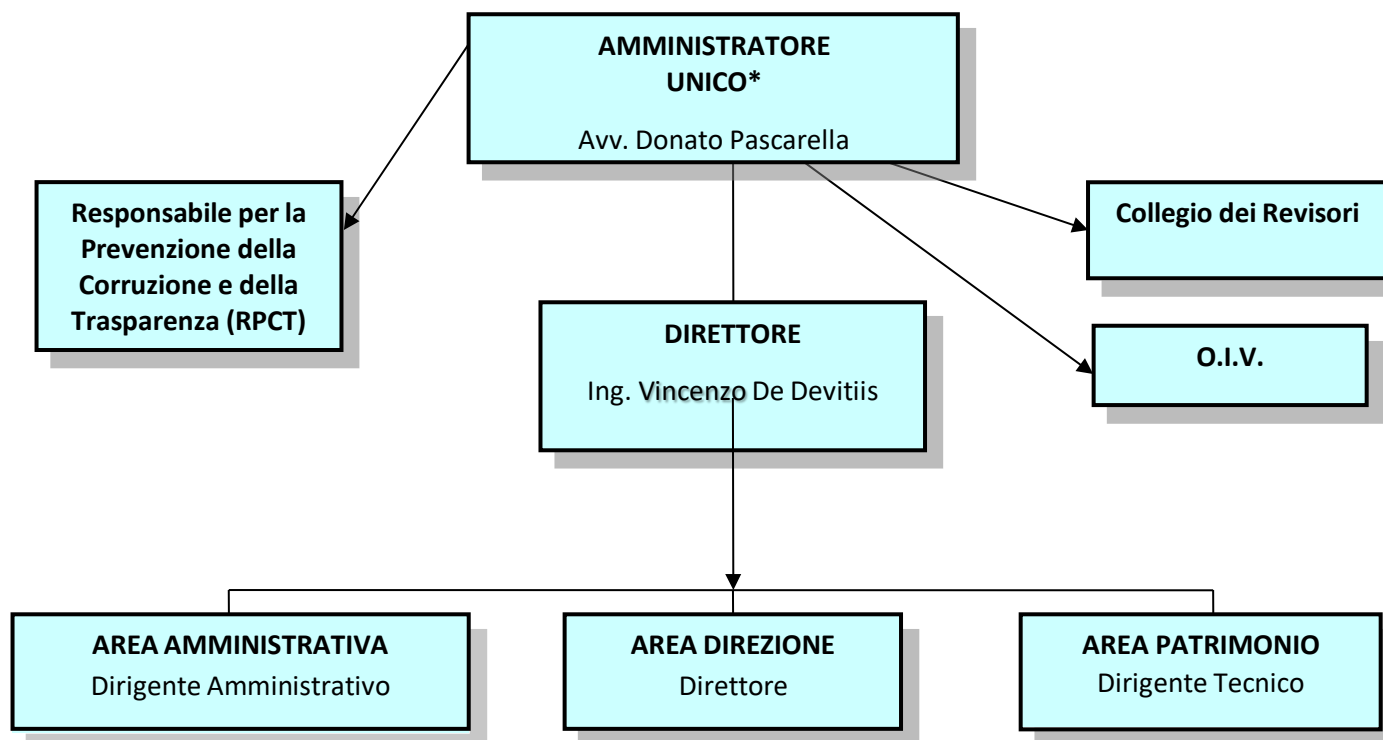 AMMINISTRATORE
UNICO*
Avv. Donato Pascarella
Responsabile per la
Prevenzione della
Corruzione e della
Trasparenza (RPCT)
Collegio dei Revisori
DIRETTORE
Ing. Vincenzo De Devitiis
O.I.V.
AREA AMMINISTRATIVA
Dirigente Amministrativo
AREA DIREZIONE
Direttore
AREA PATRIMONIO
Dirigente Tecnico